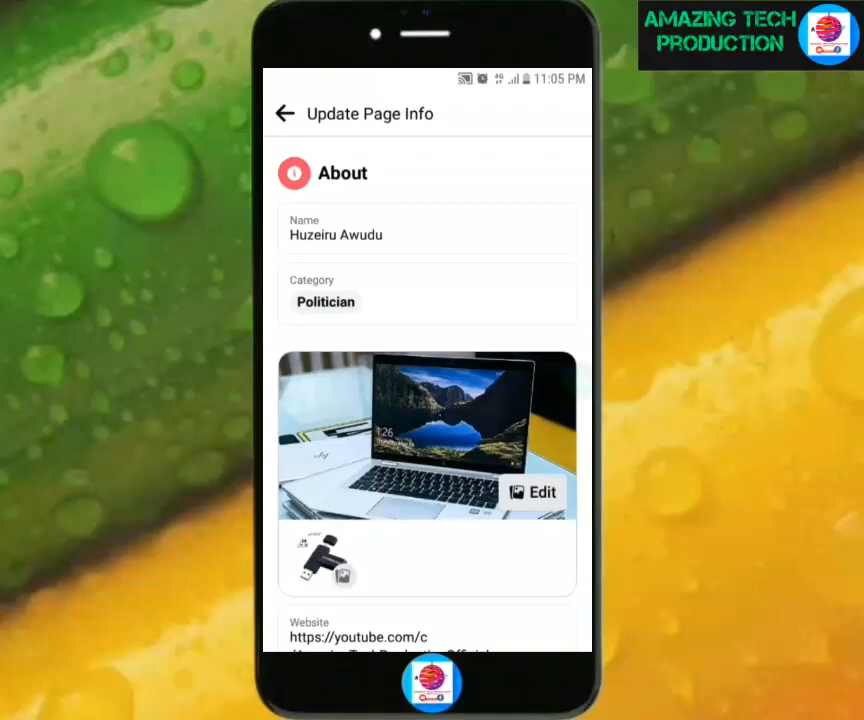 AMAZING TECH
PRODUCTION
11:05 PM
Update Page Info
About
Name
Huzeiru Awudu
Category
Politician
1:26
Edit
Website
https://youtube.com/c